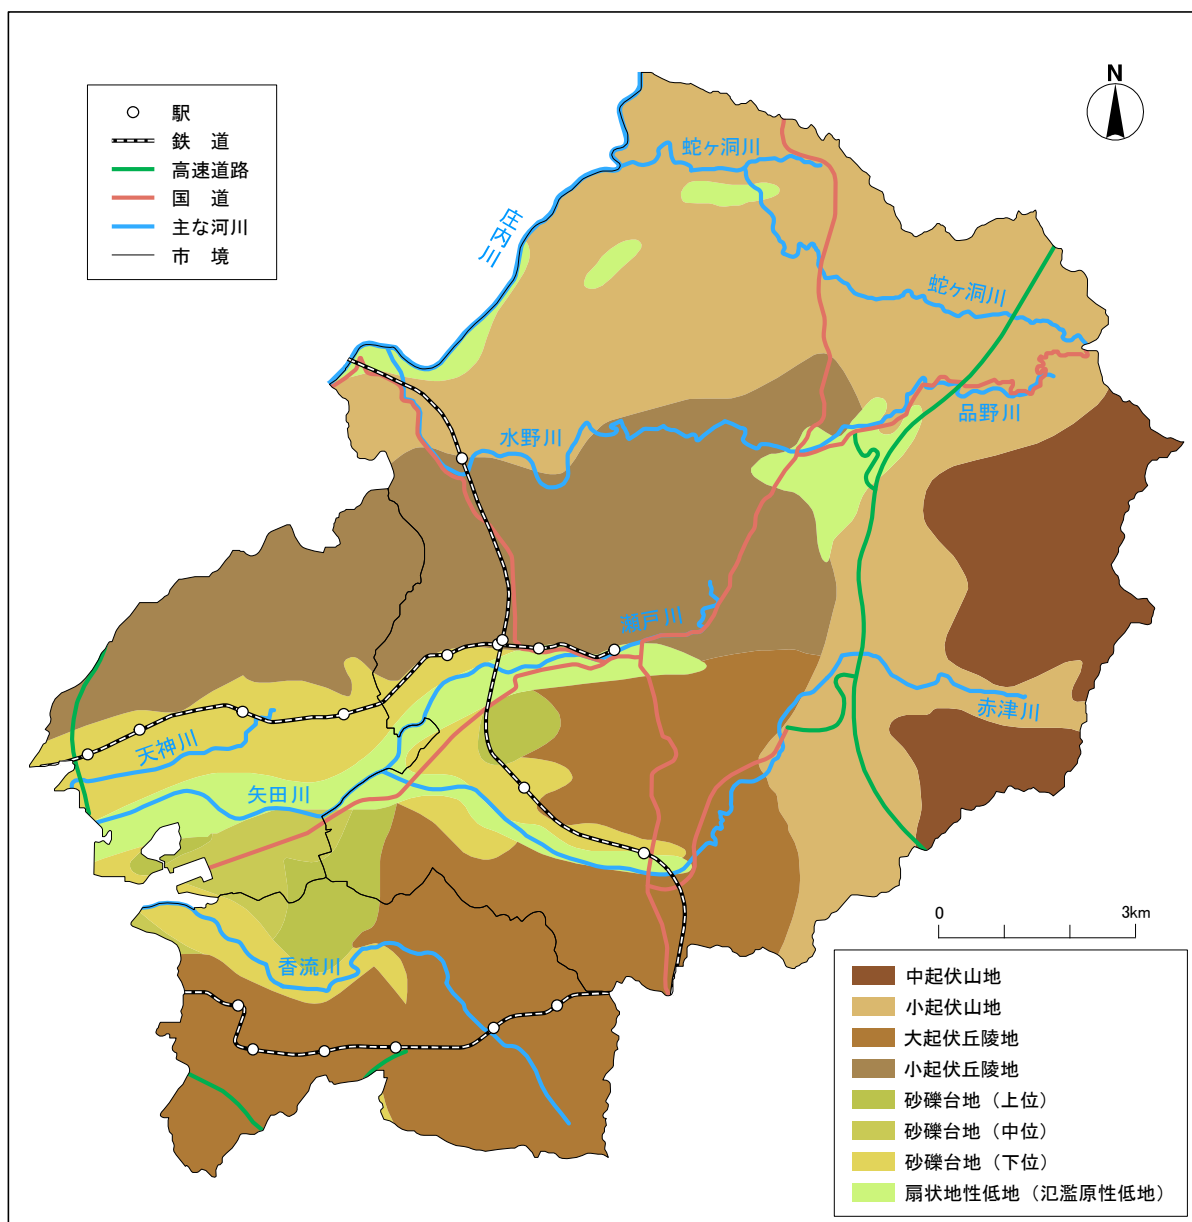 N
駅
鉄　道
高速道路
国　道
主な河川
市　境
蛇ヶ洞川
庄内川
蛇ヶ洞川
品野川
水野川
瀬戸川
赤津川
天神川
矢田川
香流川
0 3km
中起伏山地
小起伏山地
大起伏丘陵地
小起伏丘陵地
砂礫台地（上位）
砂礫台地（中位）
砂礫台地（下位）
扇状地性低地（氾濫原性低地）